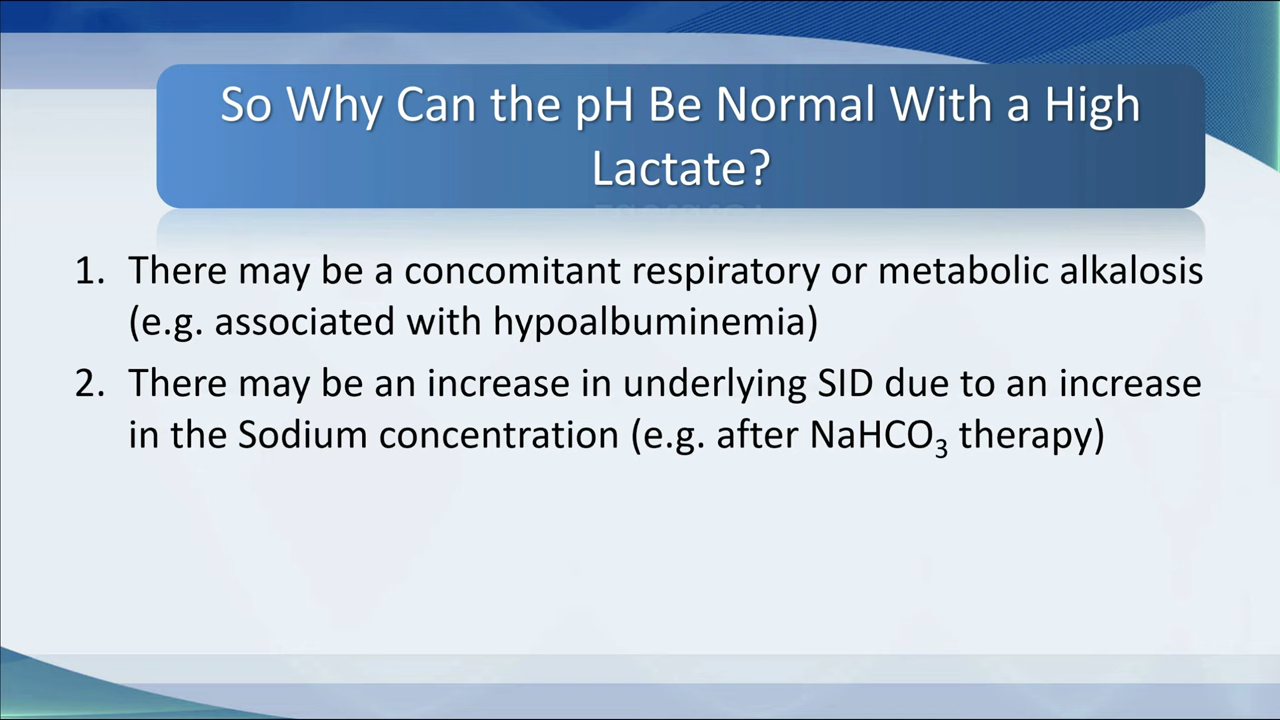 So Why Can the pH Be Normal With a High
Lactate?
1. There may be a concomitant respiratory or metabolic alkalosis
(e.g. associated with hypoalbuminemia)
2. There may be an increase in underlying SID due to an increase
in the Sodium concentration (e.g. after NaHCO₃ therapy)